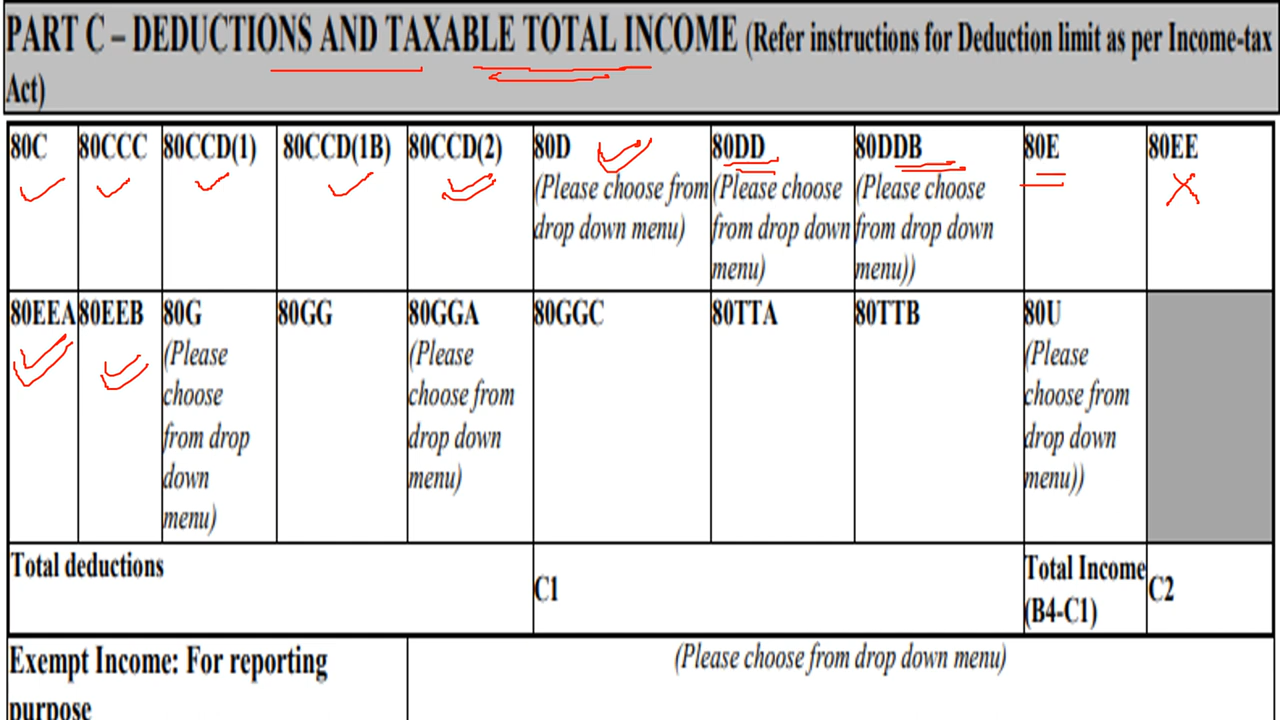 PART C – DEDUCTIONS AND TAXABLE TOTAL INCOME (Refer instructions for Deduction limit as per Income-tax
Act)
80C 80CCC 80CCD(1) 80CCD(1B) 80CCD(2) 80D 80DD 80DDB 80E 80EE
(Please choose from (Please choose (Please choose
drop down menu) from drop down from drop down
menu) menu))
80EEA 80EEB 80G 80GG 80GGA 80GGC 80TTA 80TTB 80U
(Please (Please (Please
choose choose from choose from
from drop drop down drop down
down menu) menu))
menu)
Total deductions C1 Total Income C2
(B4-C1)
Exempt Income: For reporting (Please choose from drop down menu)
purpose